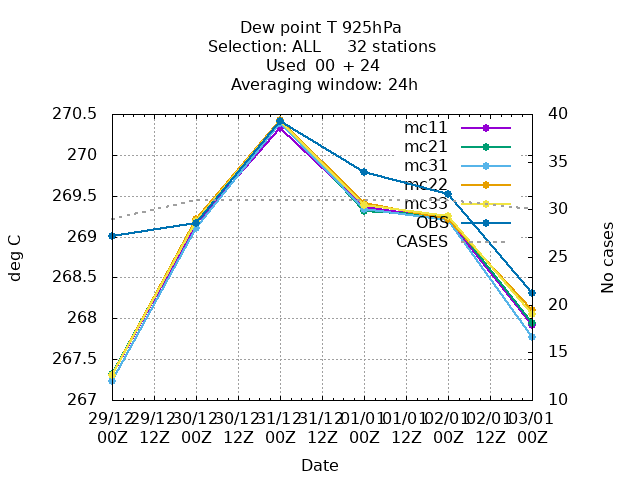 Dew point T 925hPa
Selection: ALL     32 stations
Used  00  + 24
Averaging window: 24h
270.5
270
269.5
269
268.5
268
267.5
267
deg C
40
35
30
25
20
15
10
No cases
mc11
mc21
mc31
mc22
mc33
OBS
CASES
29/12 29/12 30/12 30/12 31/12 31/12 01/01 01/01 02/01 02/01 03/01
00Z 12Z 00Z 12Z 00Z 12Z 00Z 12Z 00Z 12Z 00Z
Date